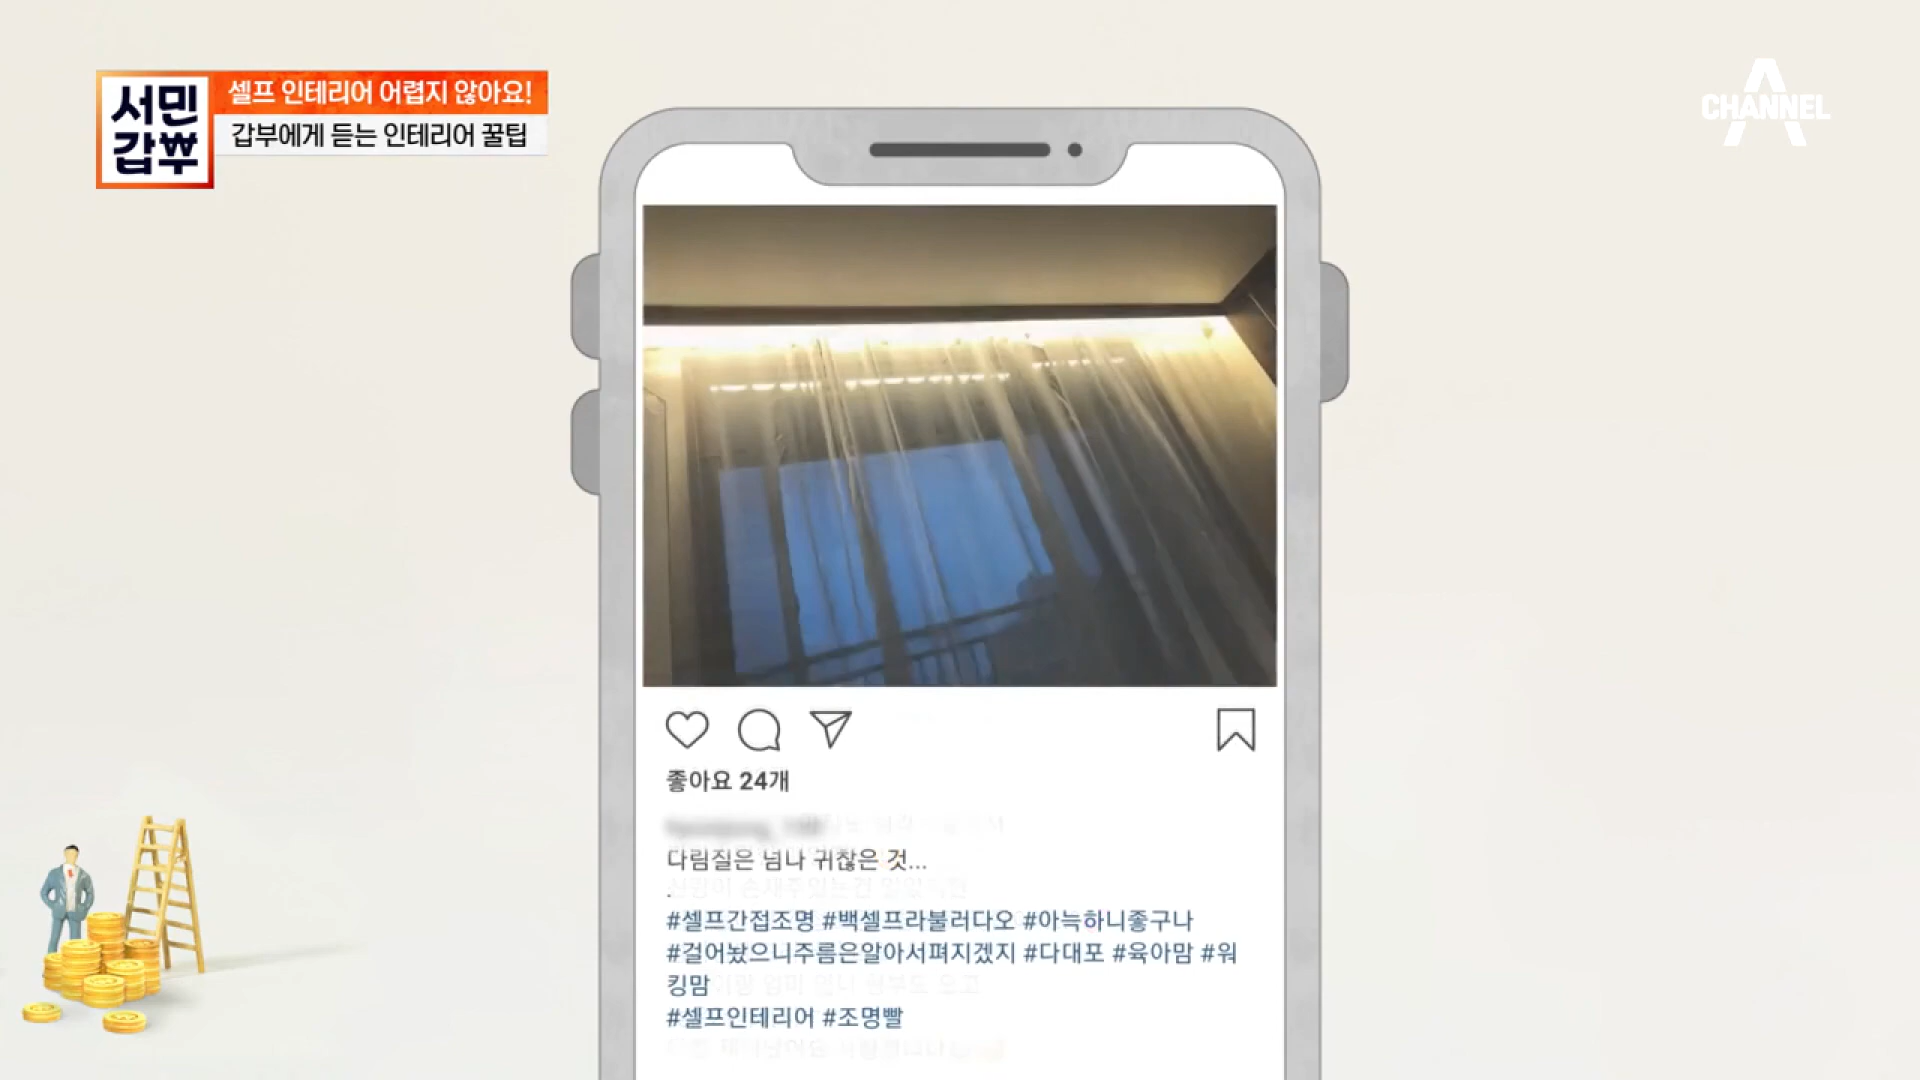 서민
갑부
셀프 인테리어 어렵지 않아요!
갑부에게 듣는 인테리어 꿀팁
CHANNEL A
좋아요 24개
다림질은 넘나 귀찮은 것...
.
#셀프간접조명 #백셀프라불러다오 #아늑하니좋구나
#걸어놨으니주름은알아서펴지겠지 #다대포 #육아맘 #워
킹맘
#셀프인테리어 #조명빨